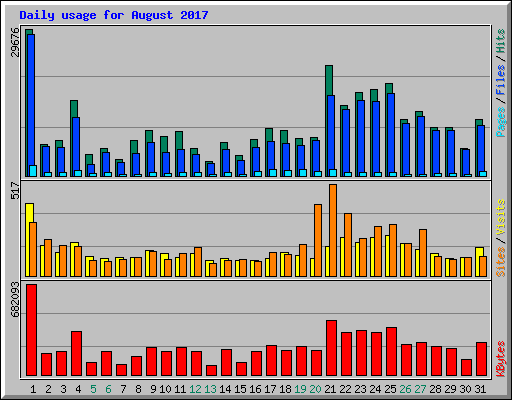 Daily usage for August 2017
29676
Pages / Files / Hits
517
Sites / Visits
682093
KBytes
1 2 3 4 5 6 7 8 9 10 11 12 13 14 15 16 17 18 19 20 21 22 23 24 25 26 27 28 29 30 31